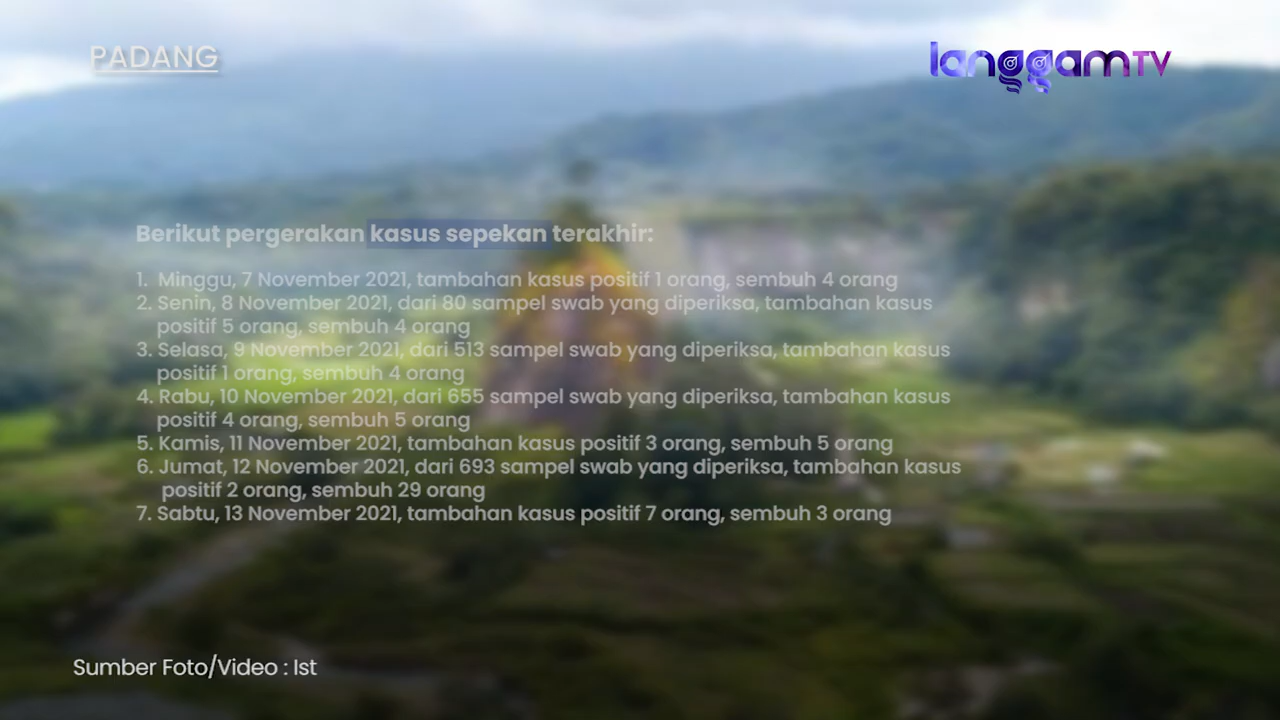 PADANG
langgamTV
Berikut pergerakan kasus sepekan terakhir:
1. Minggu, 7 November 2021, tambahan kasus positif 1 orang, sembuh 4 orang
2. Senin, 8 November 2021, dari 80 sampel swab yang diperiksa, tambahan kasus
positif 5 orang, sembuh 4 orang
3. Selasa, 9 November 2021, dari 513 sampel swab yang diperiksa, tambahan kasus
positif 1 orang, sembuh 4 orang
4. Rabu, 10 November 2021, dari 655 sampel swab yang diperiksa, tambahan kasus
positif 4 orang, sembuh 5 orang
5. Kamis, 11 November 2021, tambahan kasus positif 3 orang, sembuh 5 orang
6. Jumat, 12 November 2021, dari 693 sampel swab yang diperiksa, tambahan kasus
positif 2 orang, sembuh 29 orang
7. Sabtu, 13 November 2021, tambahan kasus positif 7 orang, sembuh 3 orang
Sumber Foto/Video : Ist